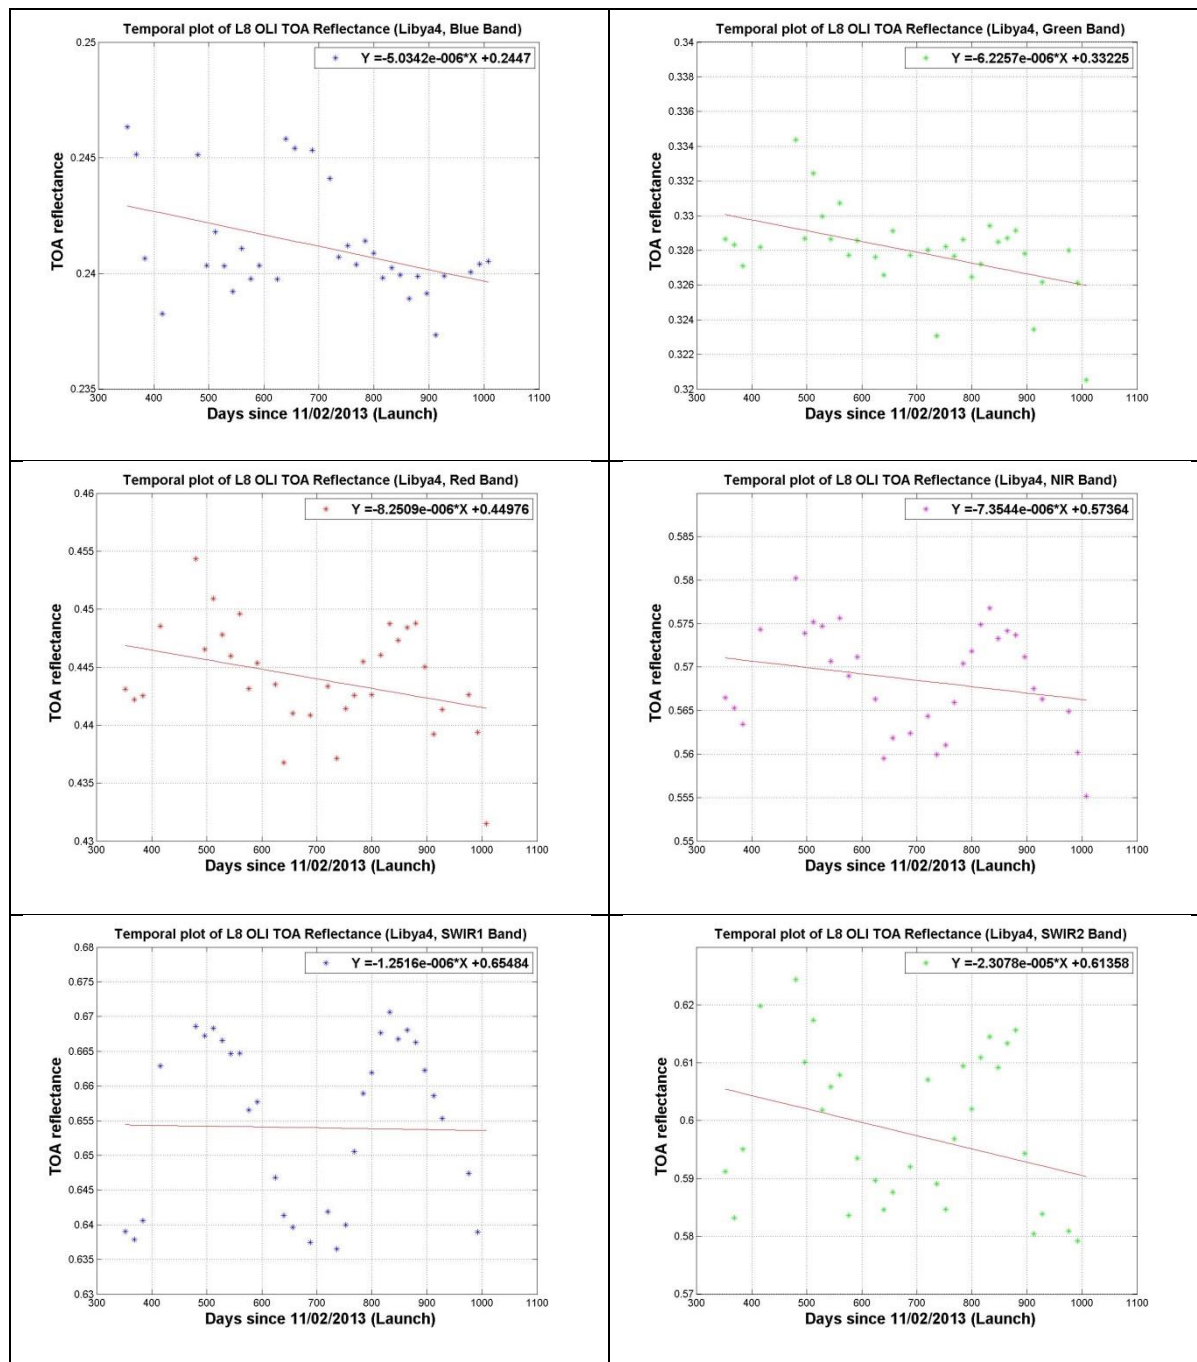 Temporal plot of L8 OLI TOA Reflectance (Libya4, Blue Band)
0.25
Y =-5.0342e-006*X +0.2447
0.245
TOA reflectance
0.24
0.235
300 400 500 600 700 800 900 1000 1100
Days since 11/02/2013 (Launch)
Temporal plot of L8 OLI TOA Reflectance (Libya4, Green Band)
0.34
Y =-6.2257e-006*X +0.33225
0.338
0.336
0.334
0.332
TOA reflectance
0.33
0.328
0.326
0.324
0.322
0.32
300 400 500 600 700 800 900 1000 1100
Days since 11/02/2013 (Launch)
Temporal plot of L8 OLI TOA Reflectance (Libya4, Red Band)
0.46
Y =-8.2509e-006*X +0.44976
0.455
0.45
TOA reflectance
0.445
0.44
0.435
0.43
300 400 500 600 700 800 900 1000 1100
Days since 11/02/2013 (Launch)
Temporal plot of L8 OLI TOA Reflectance (Libya4, NIR Band)
Y =-7.3544e-006*X +0.57364
0.585
0.58
0.575
TOA reflectance
0.57
0.565
0.56
0.555
0.55
300 400 500 600 700 800 900 1000 1100
Days since 11/02/2013 (Launch)
Temporal plot of L8 OLI TOA Reflectance (Libya4, SWIR1 Band)
0.68
Y =-1.2516e-006*X +0.65484
0.675
0.67
0.665
TOA reflectance
0.66
0.655
0.65
0.645
0.64
0.635
0.63
300 400 500 600 700 800 900 1000 1100
Days since 11/02/2013 (Launch)
Temporal plot of L8 OLI TOA Reflectance (Libya4, SWIR2 Band)
Y =-2.3078e-005*X +0.61358
0.62
0.61
TOA reflectance
0.6
0.59
0.58
0.57
300 400 500 600 700 800 900 1000 1100
Days since 11/02/2013 (Launch)